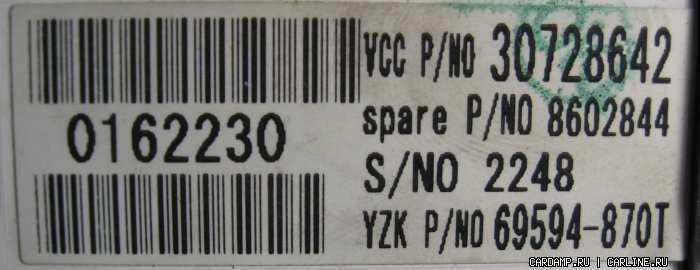 0162230
VCC P/NO 30728642
spare P/NO 8602844
S/NO 2248
YZK P/NO 69594-870T
CARDAMP.RU | CARLINE.RU